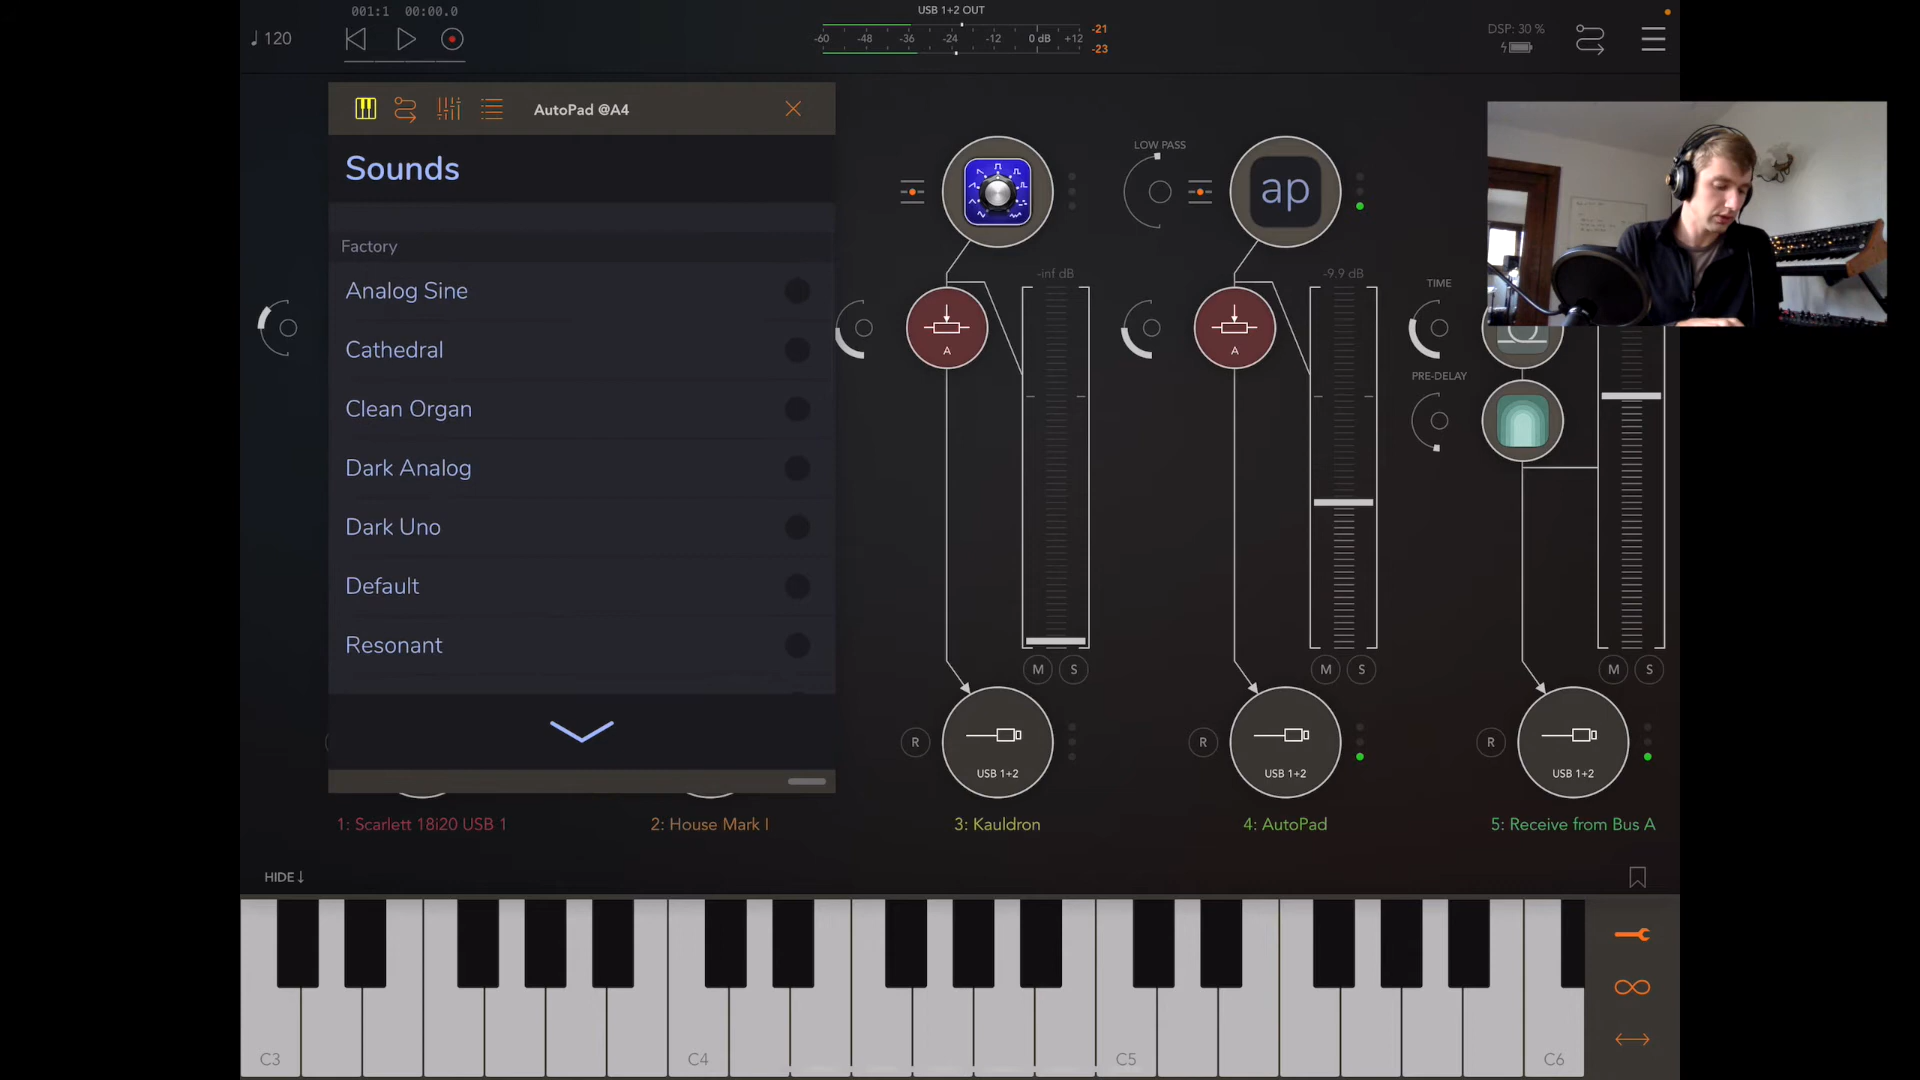 001:1 00:00.0
USB 1+2 OUT
♩ 120
-60 -48 -36 -24 -12 0 dB +12
-21
-23
DSP: 30 %
AutoPad @A4
Sounds
Factory
Analog Sine
Cathedral
Clean Organ
Dark Analog
Dark Uno
Default
Resonant
LOW PASS
ap
-inf dB
-9.9 dB
TIME
A
A
PRE-DELAY
M S
M S
M S
R
R
R
USB 1+2
USB 1+2
USB 1+2
1: Scarlett 18i20 USB 1
2: House Mark I
3: Kauldron
4: AutoPad
5: Receive from Bus A
HIDE↓
C3 C4 C5 C6